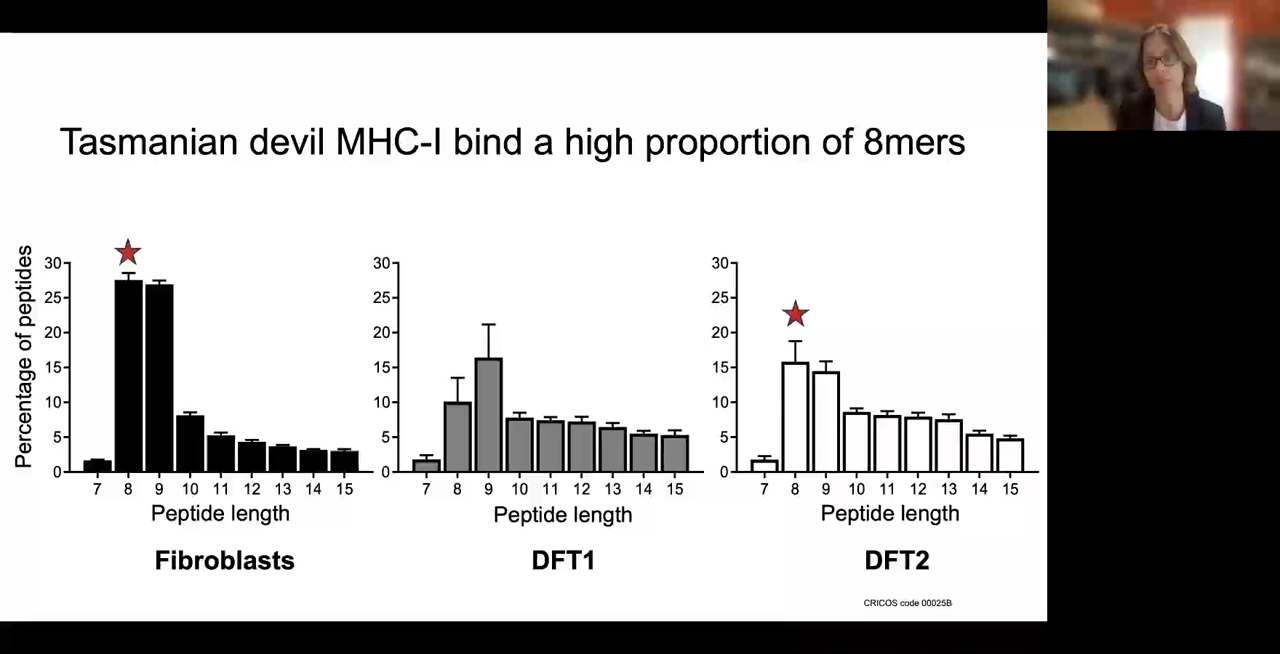 Tasmanian devil MHC-I bind a high proportion of 8mers
Percentage of peptides
30
25
20
15
10
5
0
7 8 9 10 11 12 13 14 15
Peptide length
Fibroblasts
30
25
20
15
10
5
0
7 8 9 10 11 12 13 14 15
Peptide length
DFT1
30
25
20
15
10
5
0
7 8 9 10 11 12 13 14 15
Peptide length
DFT2
CRICOS code 00025B